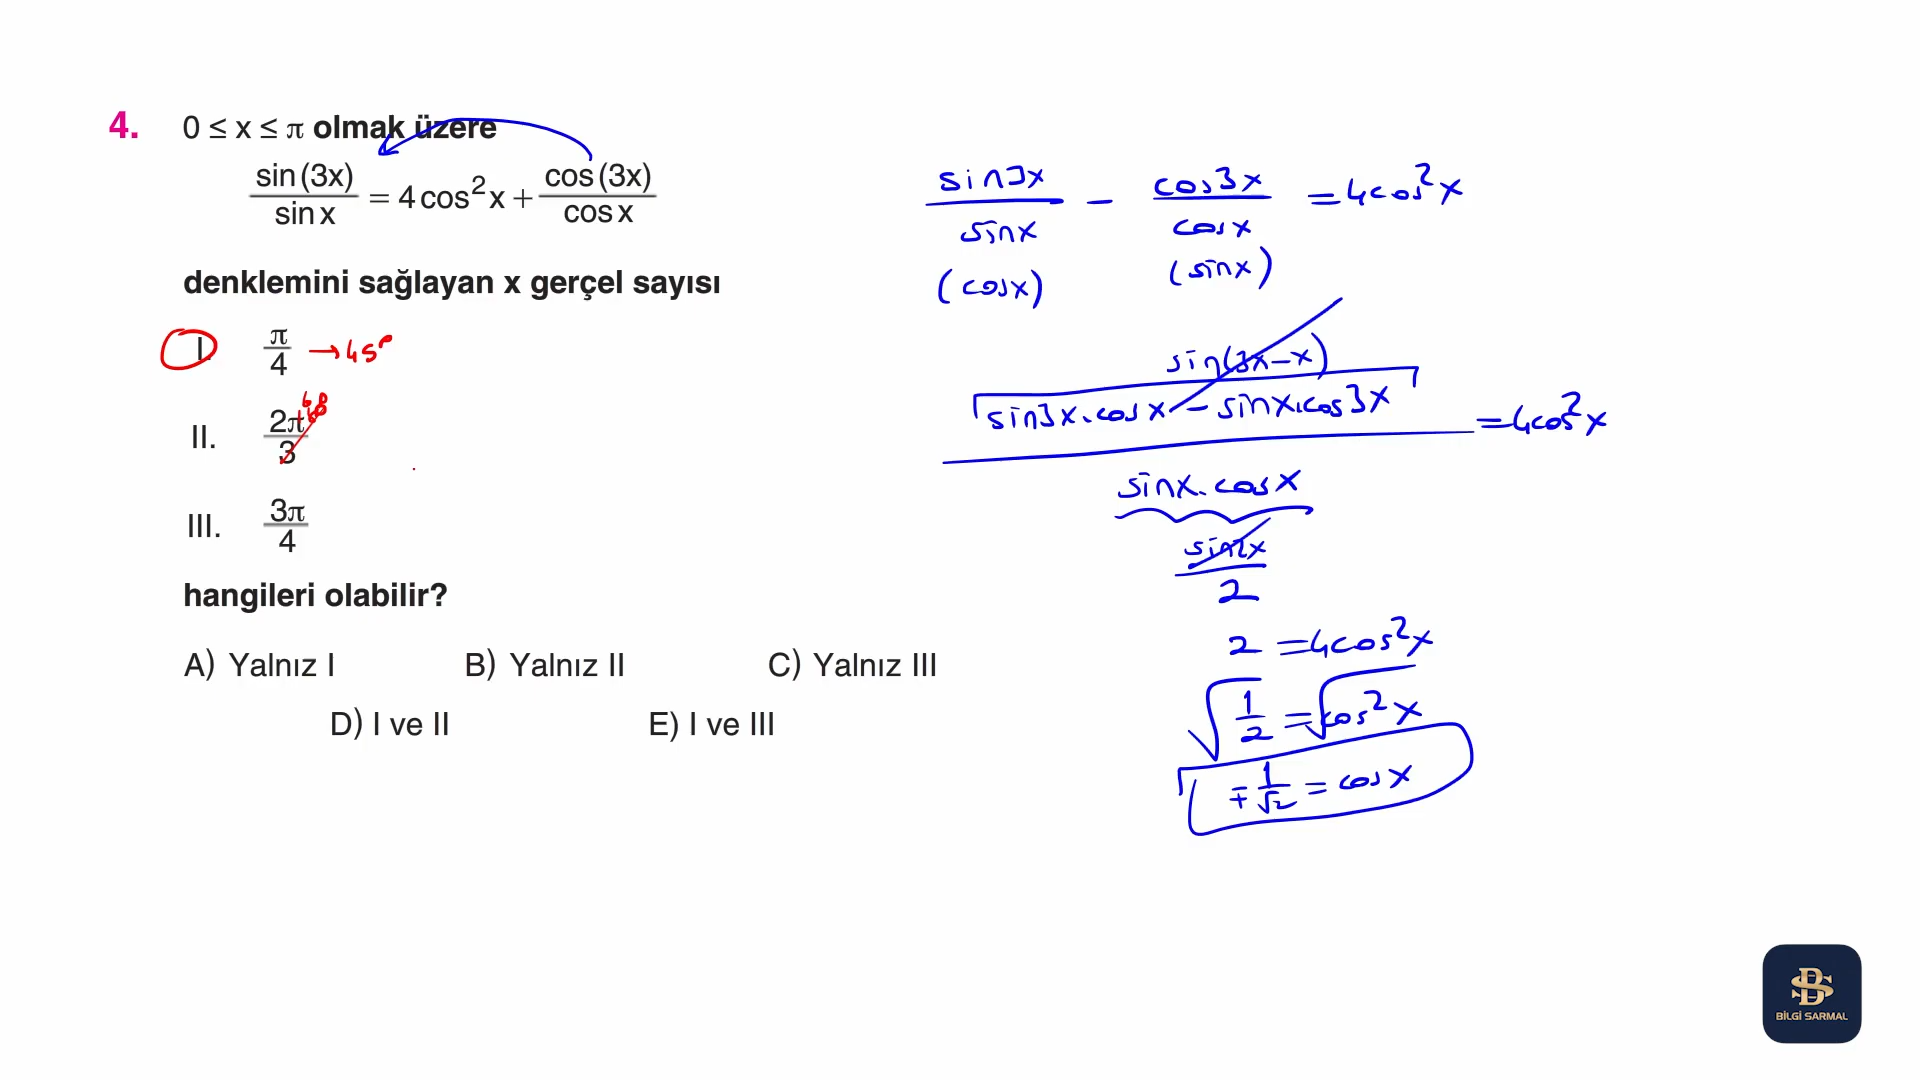 4. 0 ≤ x ≤ π olmak üzere
sin(3x)/sin x = 4 cos²x + cos(3x)/cos x
denklemini sağlayan x gerçel sayısı
I. π/4 → 45°
II. 2π/3
III. 3π/4
hangileri olabilir?
A) Yalnız I B) Yalnız II C) Yalnız III
D) I ve II E) I ve III
sin3x/sinx - cos3x/cosx = 4cos²x
(cosx) (sinx)
sin(3x-x)
sin3x.cosx - sinx.cos3x = 4cos²x
sinx.cosx
sin2x/2
2 = 4cos²x
√1/2 = √cos²x
∓1/√2 = cosx
BİLGİ SARMAL